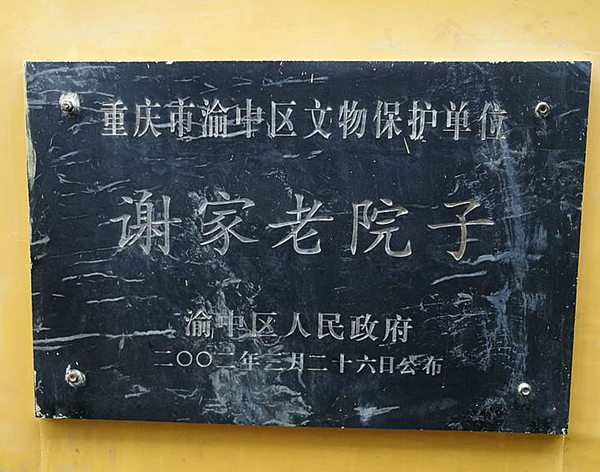 重庆市渝中区文物保护单位
谢家老院子
渝中区人民政府
二〇〇二年三月二十六日公布